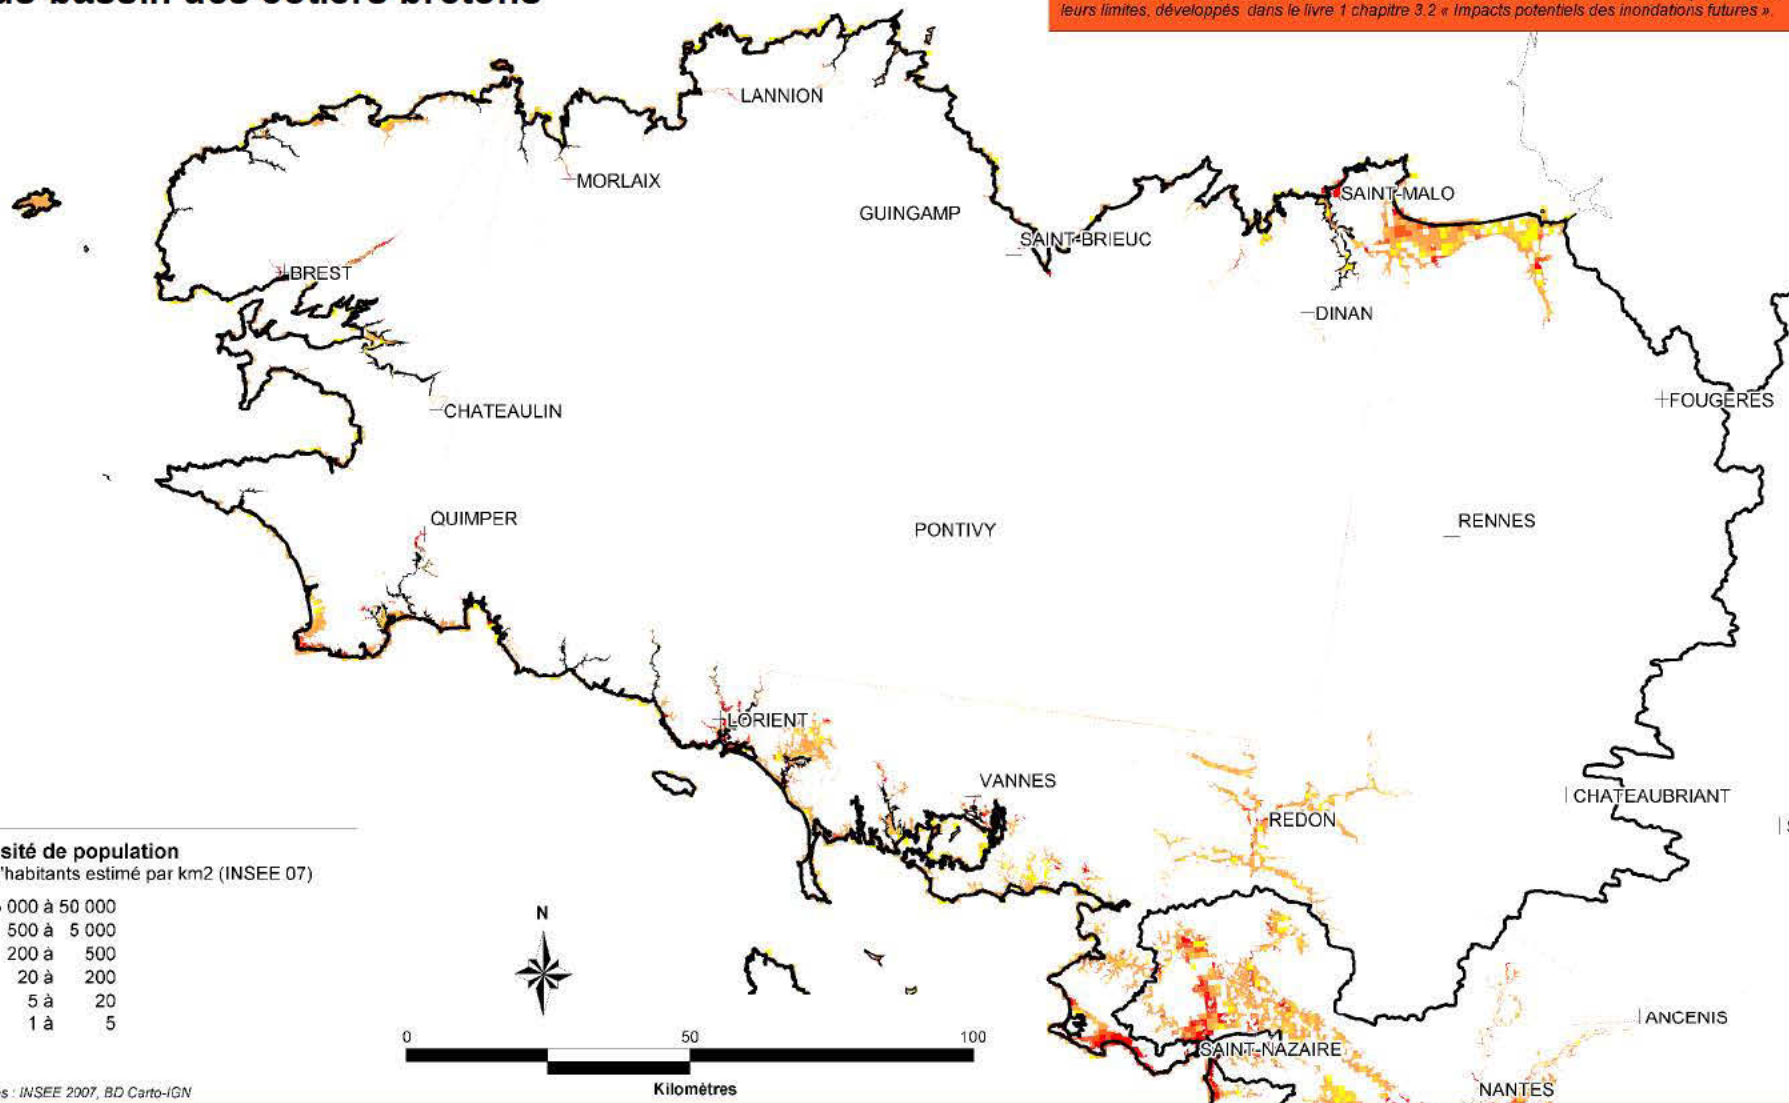 leurs limites, développés dans le livre 1 chapitre 3.2 « Impacts potentiels des inondations futures ».
LANNION
MORLAIX
SAINT-MALO
GUINGAMP
SAINT-BRIEUC
BREST
DINAN
FOUGERES
CHATEAULIN
QUIMPER
RENNES
PONTIVY
LORIENT
VANNES
CHATEAUBRIANT
REDON
sité de population
'habitants estimé par km2 (INSEE 07)
000 à 50 000
500 à 5 000
200 à 500
20 à 200
5 à 20
1 à 5
N
ANCENIS
0 50 100
SAINT-NAZAIRE
Kilomètres
NANTES
s : INSEE 2007, BD Carto-IGN